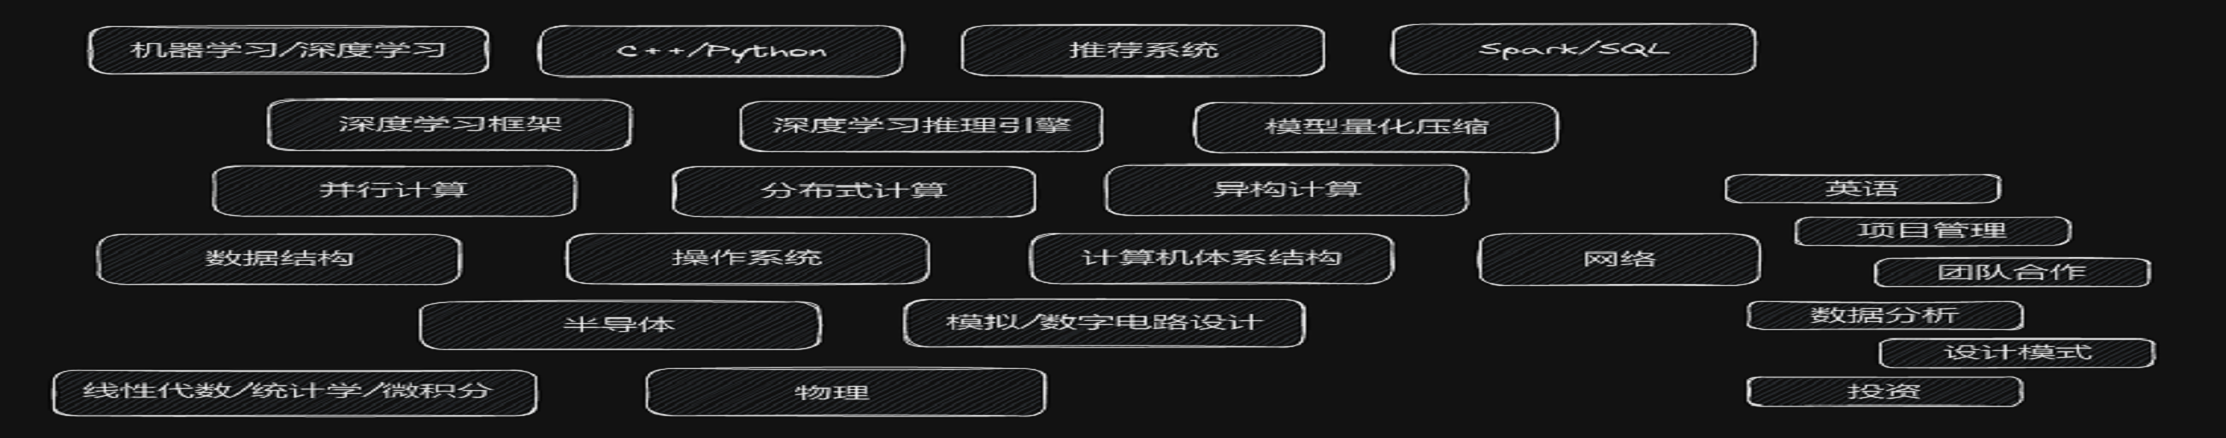 机器学习/深度学习
C++/Python
推荐系统
Spark/SQL
深度学习框架
深度学习推理引擎
模型量化压缩
并行计算
分布式计算
异构计算
英语
项目管理
数据结构
操作系统
计算机体系结构
网络
团队合作
半导体
模拟/数字电路设计
数据分析
设计模式
线性代数/统计学/微积分
物理
投资